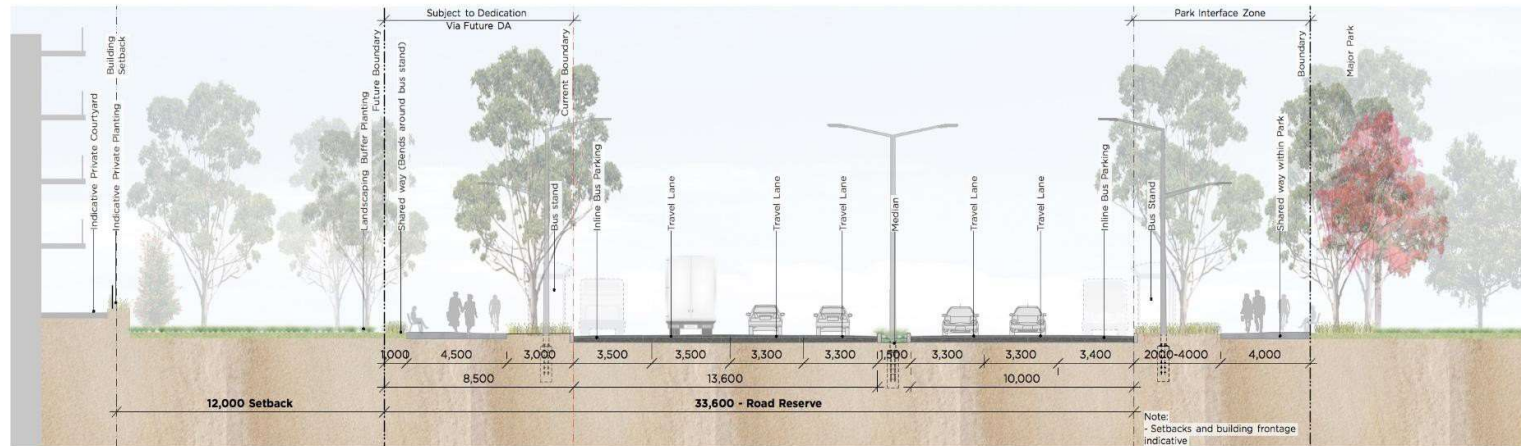 Subject to Dedication
Via Future DA
Park Interface Zone
Indicative Private Courtyard
Building
Setback
Indicative Private Planting
Landscaping Buffer Planting
Future Boundary
Shared way (Bends around bus stand)
Bus stand
Current Boundary
Inline Bus Parking
Travel Lane
Travel Lane
Travel Lane
Median
Travel Lane
Travel Lane
Inline Bus Parking
Bus Stand
Shared way within Park
Boundary
Major Park
1,000
4,500
3,000
3,500
3,500
3,300
3,300
1,500
3,300
3,300
3,400
2000-4000
4,000
8,500
13,600
10,000
12,000 Setback
33,600 - Road Reserve
Note:
- Setbacks and building frontage
indicative